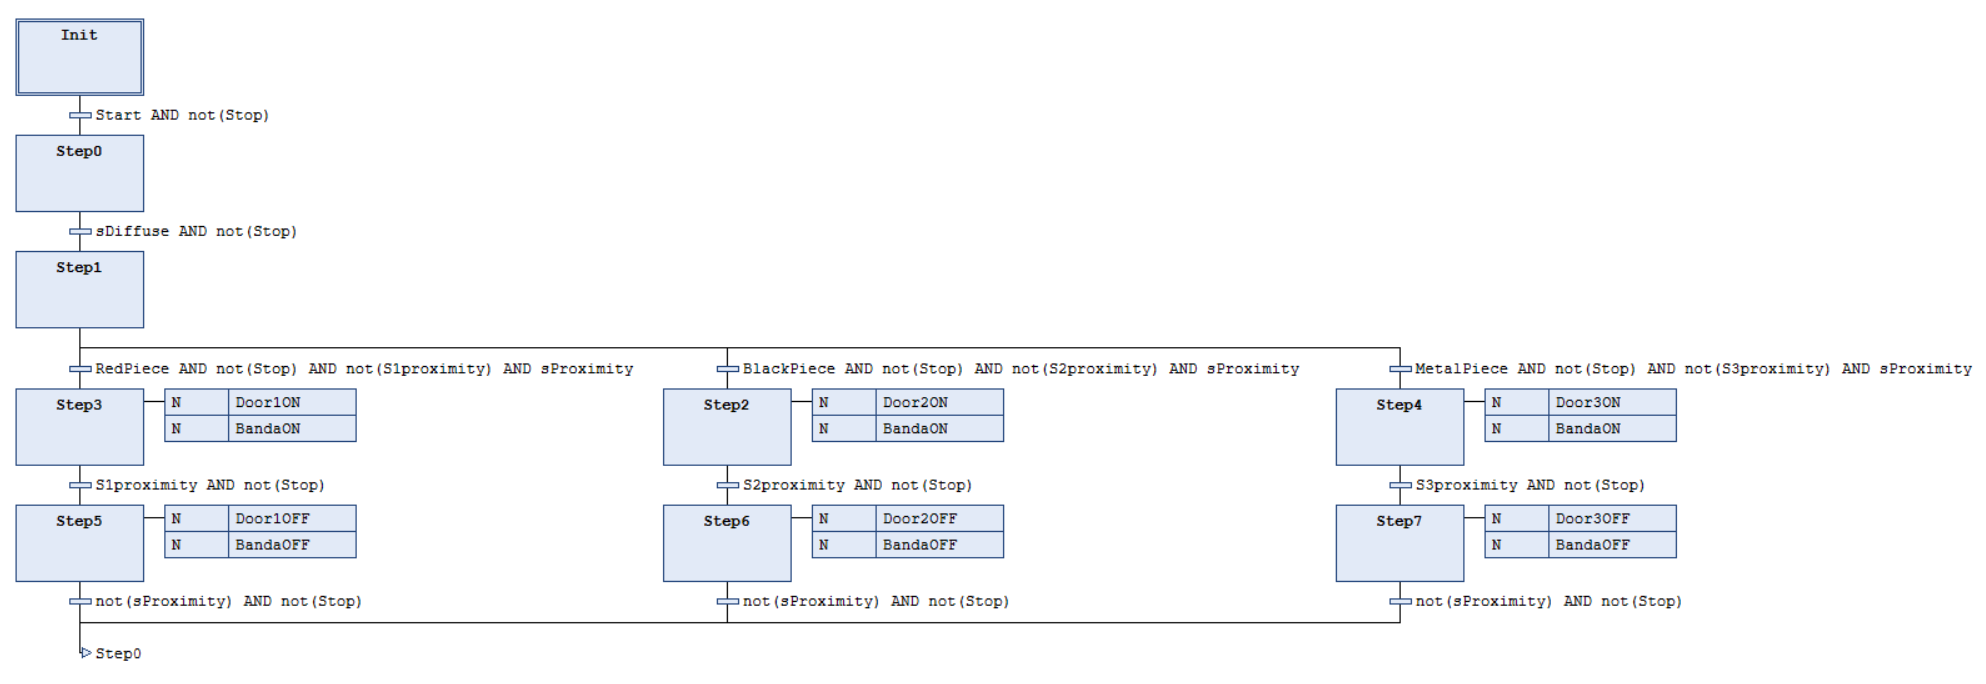 Init
Start AND not(Stop)
Step0
sDiffuse AND not(Stop)
Step1
RedPiece AND not(Stop) AND not(S1proximity) AND sProximity
BlackPiece AND not(Stop) AND not(S2proximity) AND sProximity
MetalPiece AND not(Stop) AND not(S3proximity) AND sProximity
Step3
N Door1ON
N BandaON
Step2
N Door2ON
N BandaON
Step4
N Door3ON
N BandaON
S1proximity AND not(Stop)
S2proximity AND not(Stop)
S3proximity AND not(Stop)
Step5
N Door1OFF
N BandaOFF
Step6
N Door2OFF
N BandaOFF
Step7
N Door3OFF
N BandaOFF
not(sProximity) AND not(Stop)
not(sProximity) AND not(Stop)
not(sProximity) AND not(Stop)
Step0